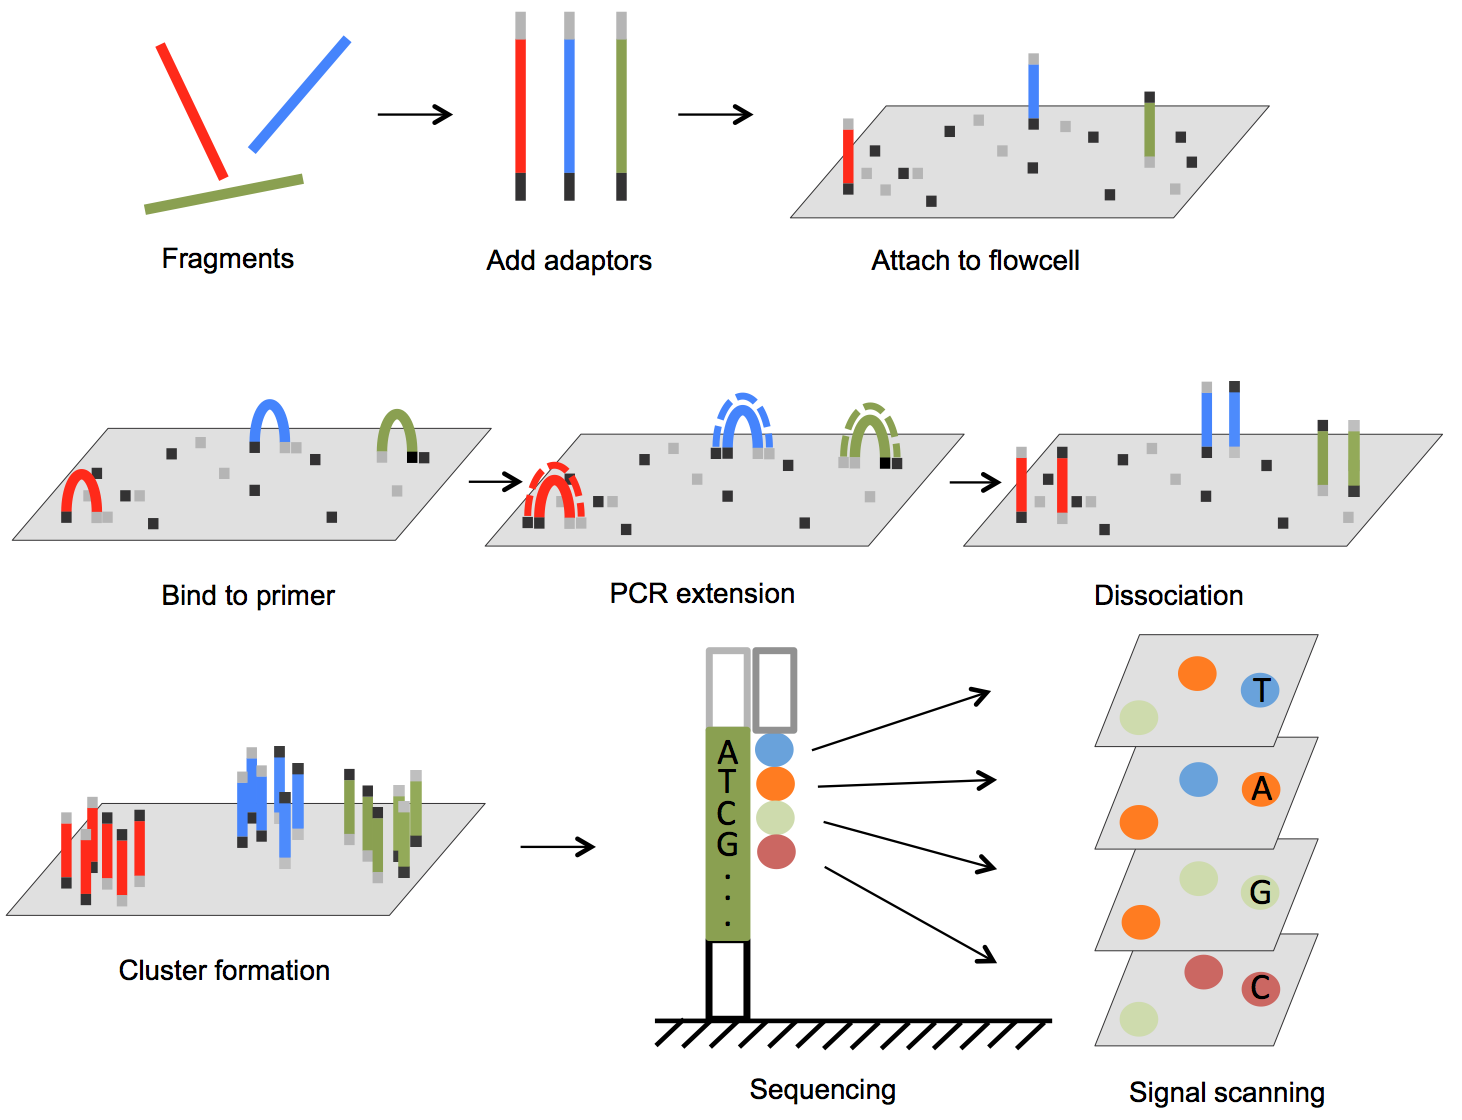 Fragments
Add adaptors
Attach to flowcell
Bind to primer
PCR extension
Dissociation
Cluster formation
A
T
C
G
.
.
.
Sequencing
T
A
G
C
Signal scanning